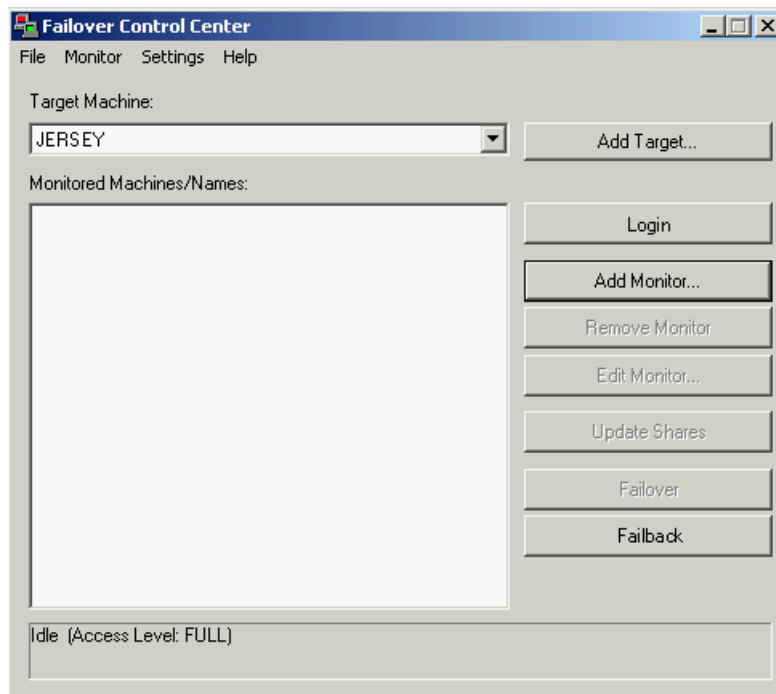 Failover Control Center
File Monitor Settings Help
Target Machine:
JERSEY
Add Target...
Monitored Machines/Names:
Login
Add Monitor...
Remove Monitor
Edit Monitor...
Update Shares
Failover
Failback
Idle (Access Level: FULL)